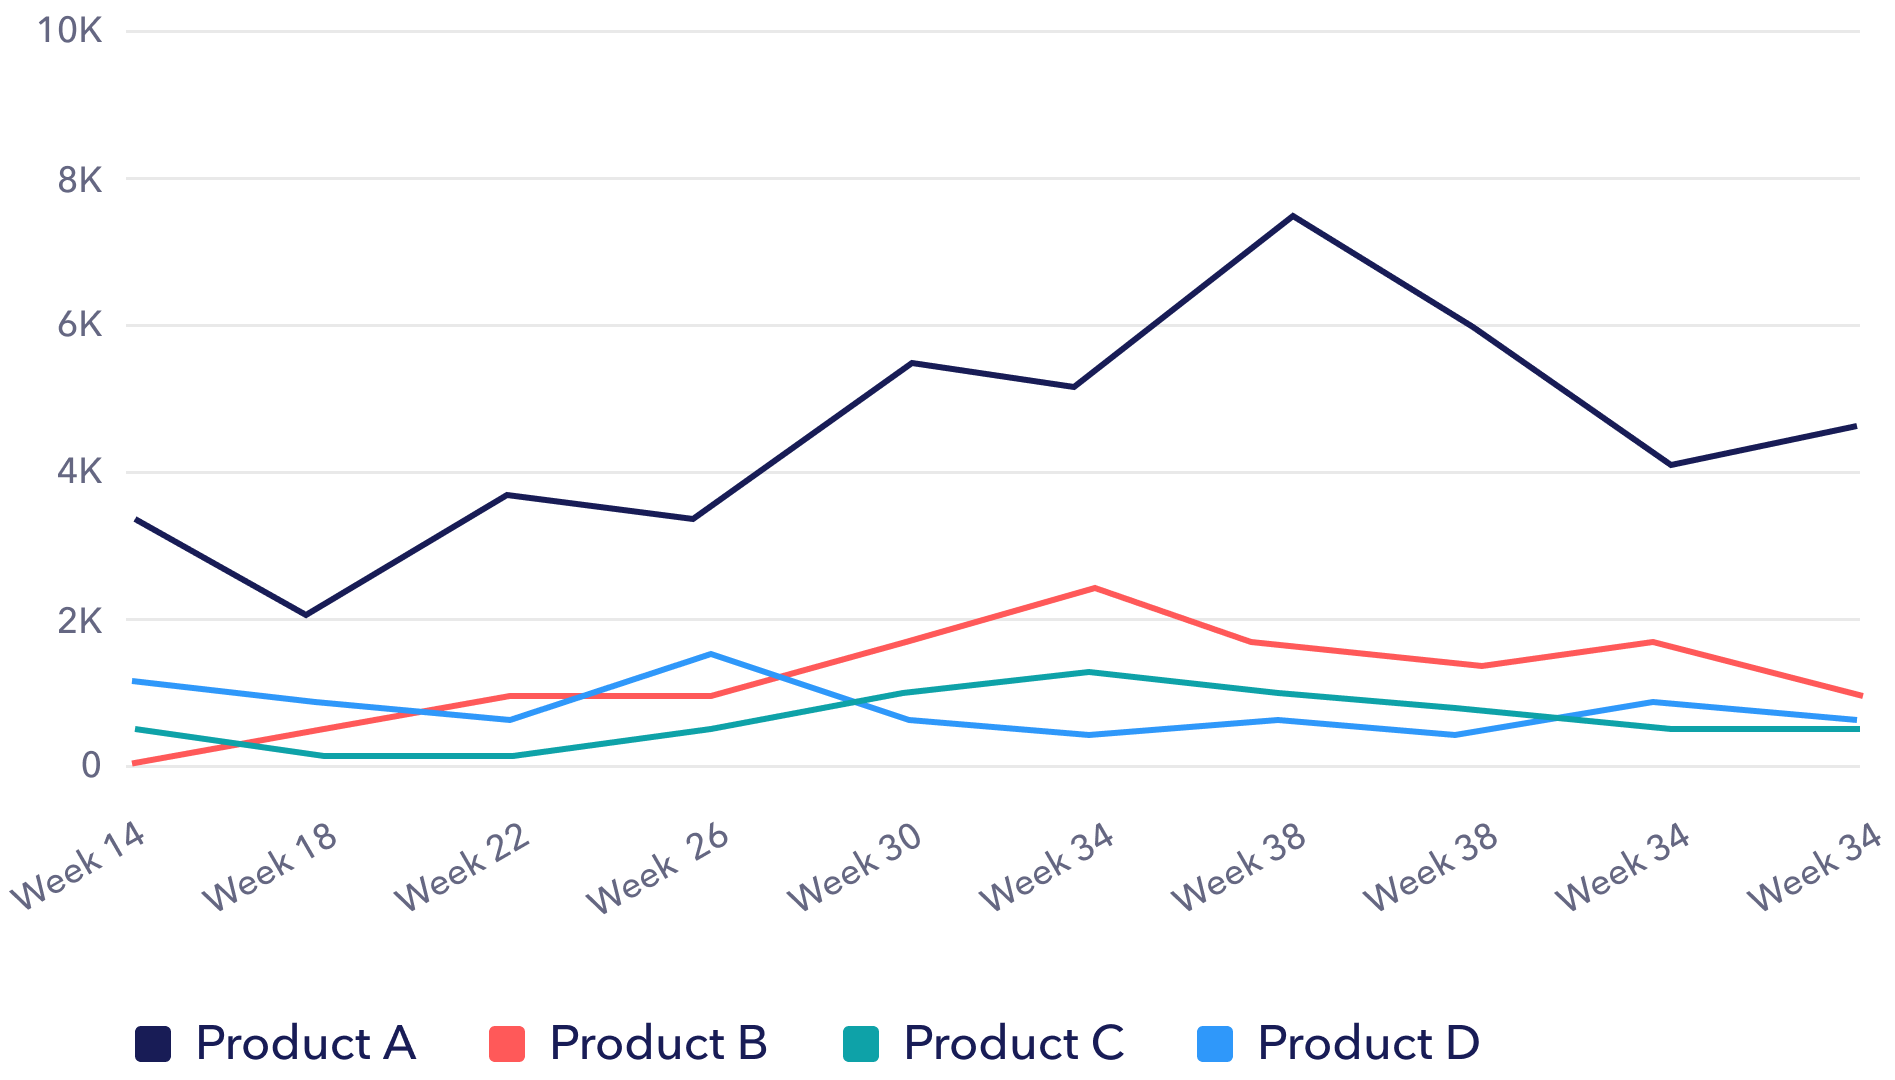 10K
8K
6K
4K
2K
0
Week 14
Week 18
Week 22
Week  26
Week 30
Week 34
Week 38
Week 38
Week 34
Week 34
Product A
Product B
Product C
Product D